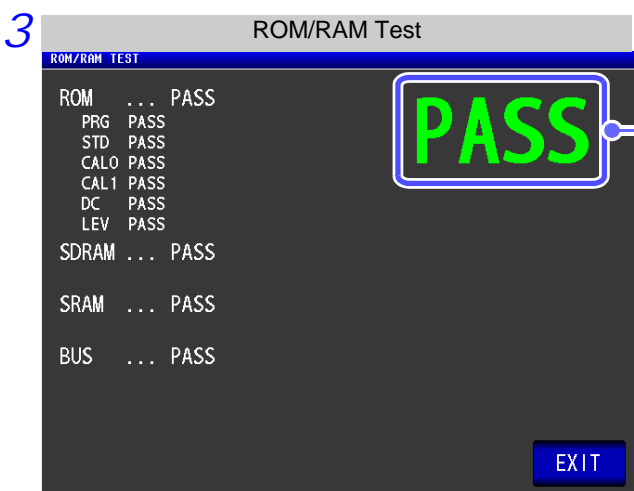 3
ROM/RAM Test
ROM/RAM TEST
ROM ... PASS
PRG PASS
STD PASS
CAL0 PASS
CAL1 PASS
DC PASS
LEV PASS
SDRAM ... PASS
SRAM ... PASS
BUS ... PASS
PASS
EXIT